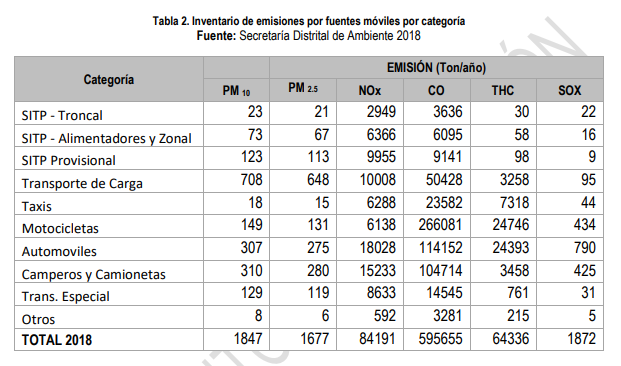 Tabla 2. Inventario de emisiones por fuentes móviles por categoría
Fuente: Secretaría Distrital de Ambiente 2018
Categoría EMISIÓN (Ton/año)
PM 10 PM 2.5 NOx CO THC SOX
SITP - Troncal 23 21 2949 3636 30 22
SITP - Alimentadores y Zonal 73 67 6366 6095 58 16
SITP Provisional 123 113 9955 9141 98 9
Transporte de Carga 708 648 10008 50428 3258 95
Taxis 18 15 6288 23582 7318 44
Motocicletas 149 131 6138 266081 24746 434
Automoviles 307 275 18028 114152 24393 790
Camperos y Camionetas 310 280 15233 104714 3458 425
Trans. Especial 129 119 8633 14545 761 31
Otros 8 6 592 3281 215 5
TOTAL 2018 1847 1677 84191 595655 64336 1872